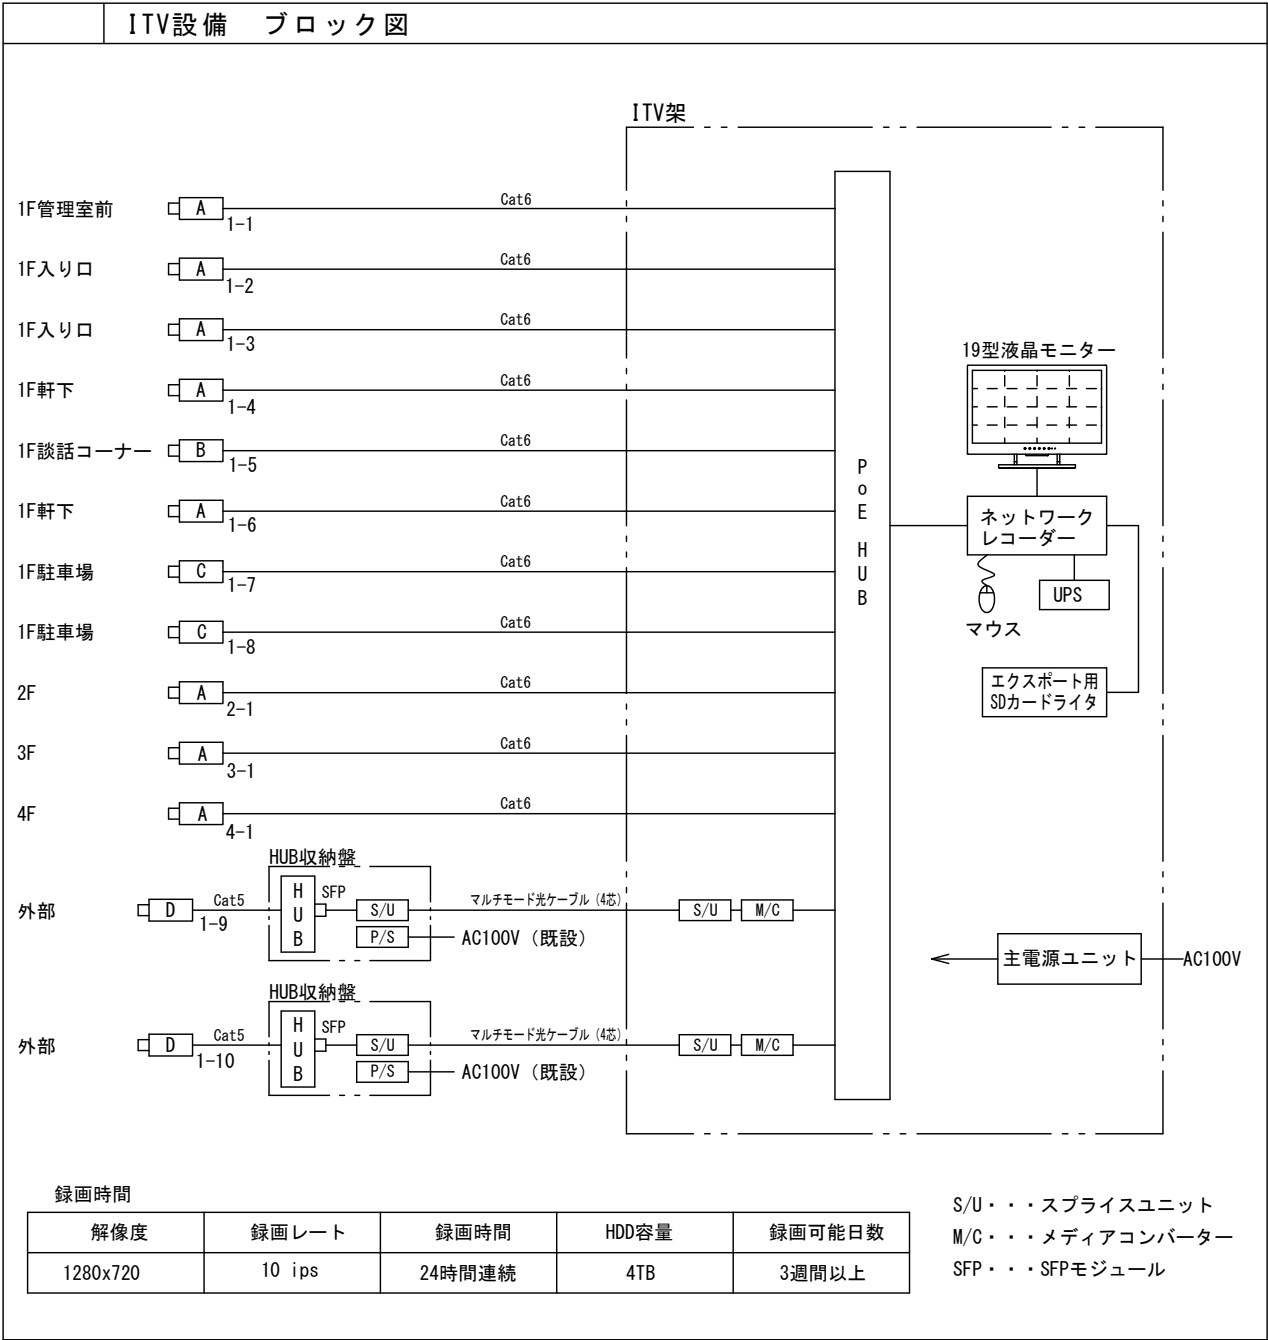 ITV設備　ブロック図
ITV架
1F管理室前 A 1-1 Cat6
1F入り口 A 1-2 Cat6
1F入り口 A 1-3 Cat6
1F軒下 A 1-4 Cat6
1F談話コーナー B 1-5 Cat6
1F軒下 A 1-6 Cat6
1F駐車場 C 1-7 Cat6
1F駐車場 C 1-8 Cat6
2F A 2-1 Cat6
3F A 3-1 Cat6
4F A 4-1 Cat6
PoE HUB
19型液晶モニター
ネットワーク
レコーダー
UPS
マウス
エクスポート用
SDカードライタ
HUB収納盤
外部 D 1-9 Cat5 HUB SFP S/U マルチモード光ケーブル(4芯) S/U M/C
P/S AC100V（既設）
主電源ユニット AC100V
HUB収納盤
外部 D 1-10 Cat5 HUB SFP S/U マルチモード光ケーブル(4芯) S/U M/C
P/S AC100V（既設）
録画時間
解像度 録画レート 録画時間 HDD容量 録画可能日数
1280x720 10 ips 24時間連続 4TB 3週間以上
S/U・・・スプライスユニット
M/C・・・メディアコンバーター
SFP・・・SFPモジュール